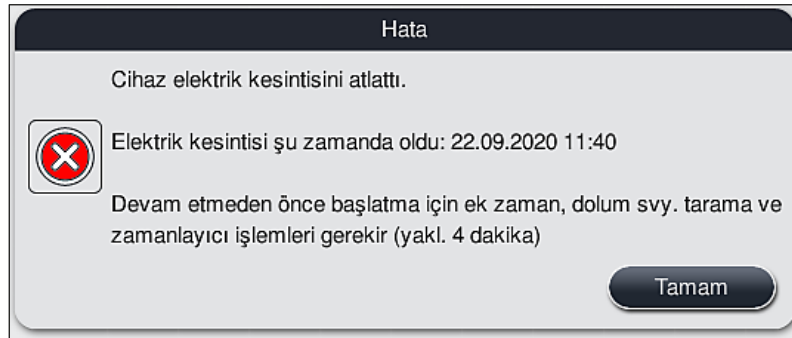 Hata
Cihaz elektrik kesintisini atlattı.
Elektrik kesintisi şu zamanda oldu: 22.09.2020 11:40
Devam etmeden önce başlatma için ek zaman, dolum svy. tarama ve
zamanlayıcı işlemleri gerekir (yakl. 4 dakika)
Tamam